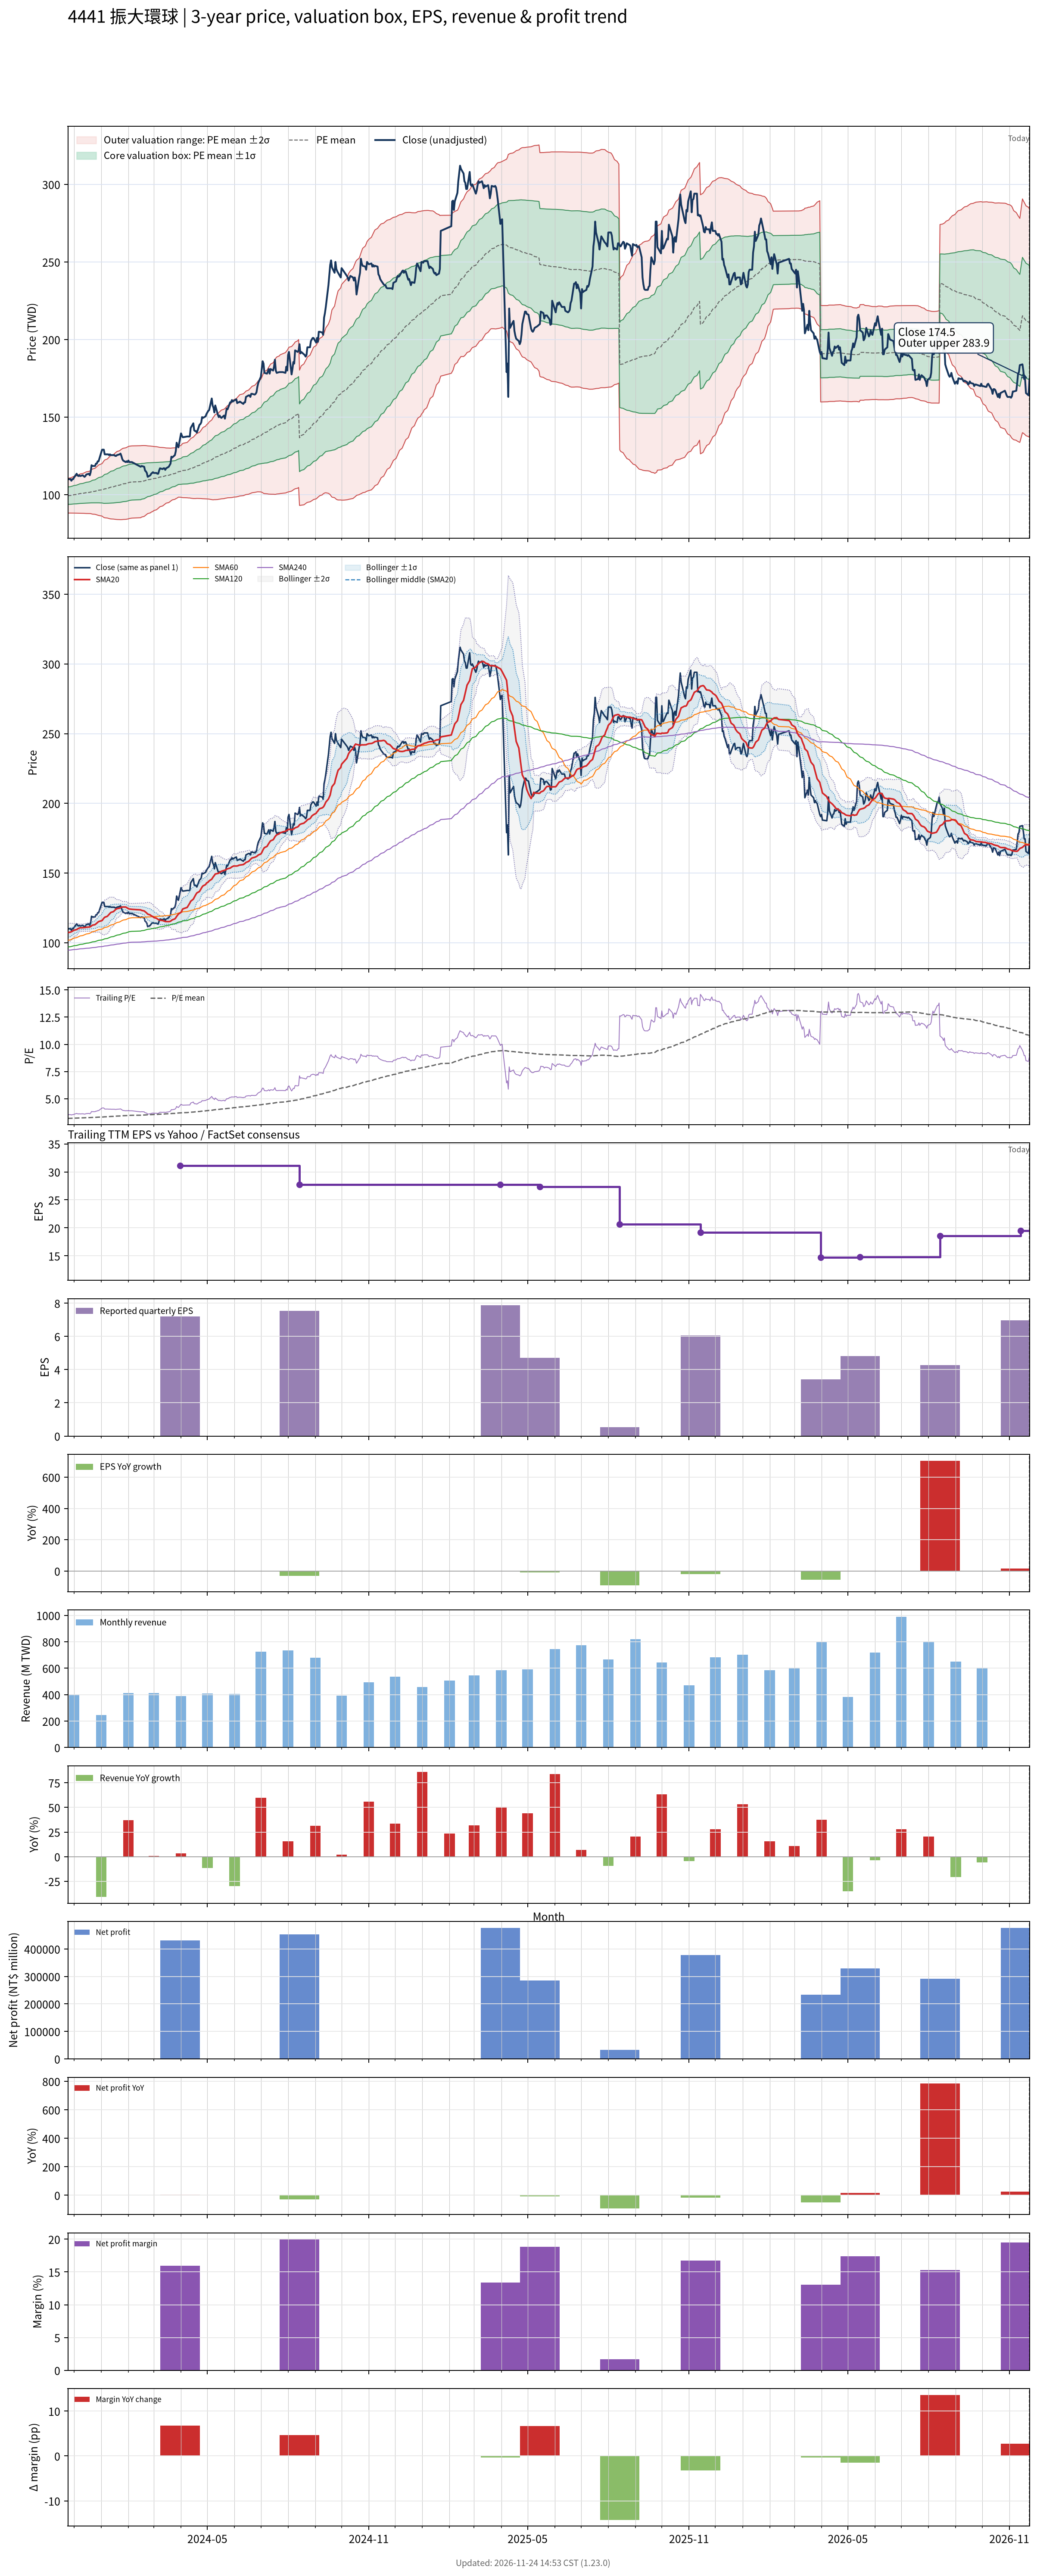 4441 振大環球 | 3-year price, valuation box, EPS, revenue & profit trend
Outer valuation range: PE mean ±2σ
PE mean
Close (unadjusted)
Core valuation box: PE mean ±1σ
Today
300
250
200
150
100
Price (TWD)
Close 174.5
Outer upper 283.9
Close (same as panel 1)
SMA60
SMA240
Bollinger ±1σ
SMA20
SMA120
Bollinger ±2σ
Bollinger middle (SMA20)
350
300
250
200
150
100
Price
15.0
12.5
10.0
7.5
5.0
P/E
Trailing P/E
P/E mean
Trailing TTM EPS vs Yahoo / FactSet consensus
Today
35
30
25
20
15
EPS
Reported quarterly EPS
8
6
4
2
0
EPS
EPS YoY growth
600
400
200
0
YoY (%)
Monthly revenue
1000
800
600
400
200
0
Revenue (M TWD)
Revenue YoY growth
75
50
25
0
-25
YoY (%)
Month
Net profit
400000
300000
200000
100000
0
Net profit (NT$ million)
Net profit YoY
800
600
400
200
0
YoY (%)
Net profit margin
20
15
10
5
0
Margin (%)
Margin YoY change
10
0
-10
Δ margin (pp)
2024-05
2024-11
2025-05
2025-11
2026-05
2026-11
Updated: 2026-11-24 14:53 CST (1.23.0)